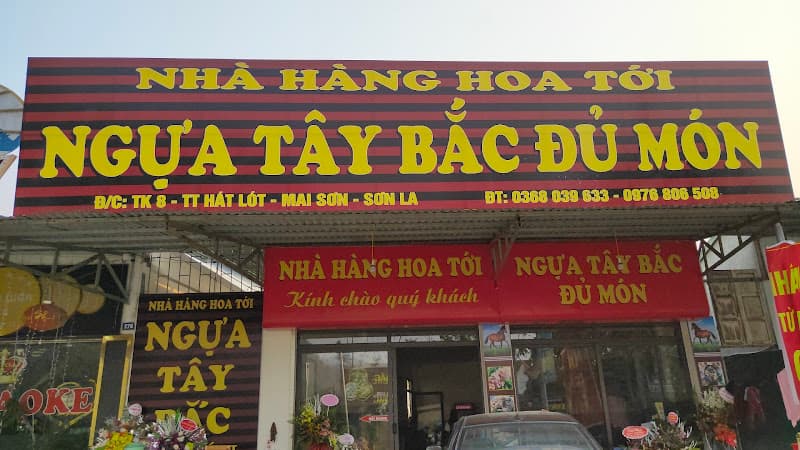 NHÀ HÀNG HOA TỚI
NGỰA TÂY BẮC ĐỦ MÓN
Đ/C: TK 8 - TT HÁT LÓT - MAI SƠN - SƠN LA
ĐT: 0368 039 633 - 0976 806 508
NHÀ HÀNG HOA TỚI
Kính chào quý khách
NGỰA TÂY BẮC
ĐỦ MÓN
NHÀ HÀNG HOA TỚI
NGỰA
TÂY
BẮC
AOKE